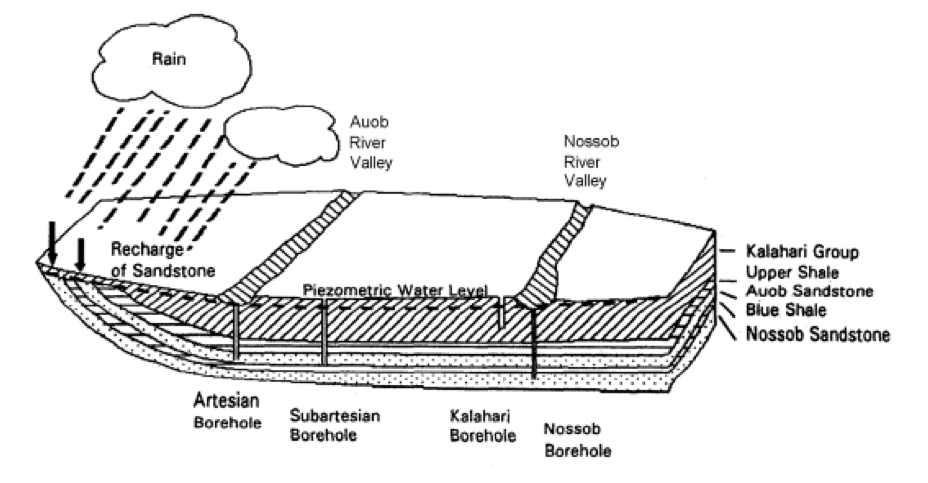 Rain
Auob
River
Valley
Nossob
River
Valley
Recharge
of Sandstone
Piezometric Water Level
Kalahari Group
Upper Shale
Auob Sandstone
Blue Shale
Nossob Sandstone
Artesian
Borehole
Subartesian
Borehole
Kalahari
Borehole
Nossob
Borehole